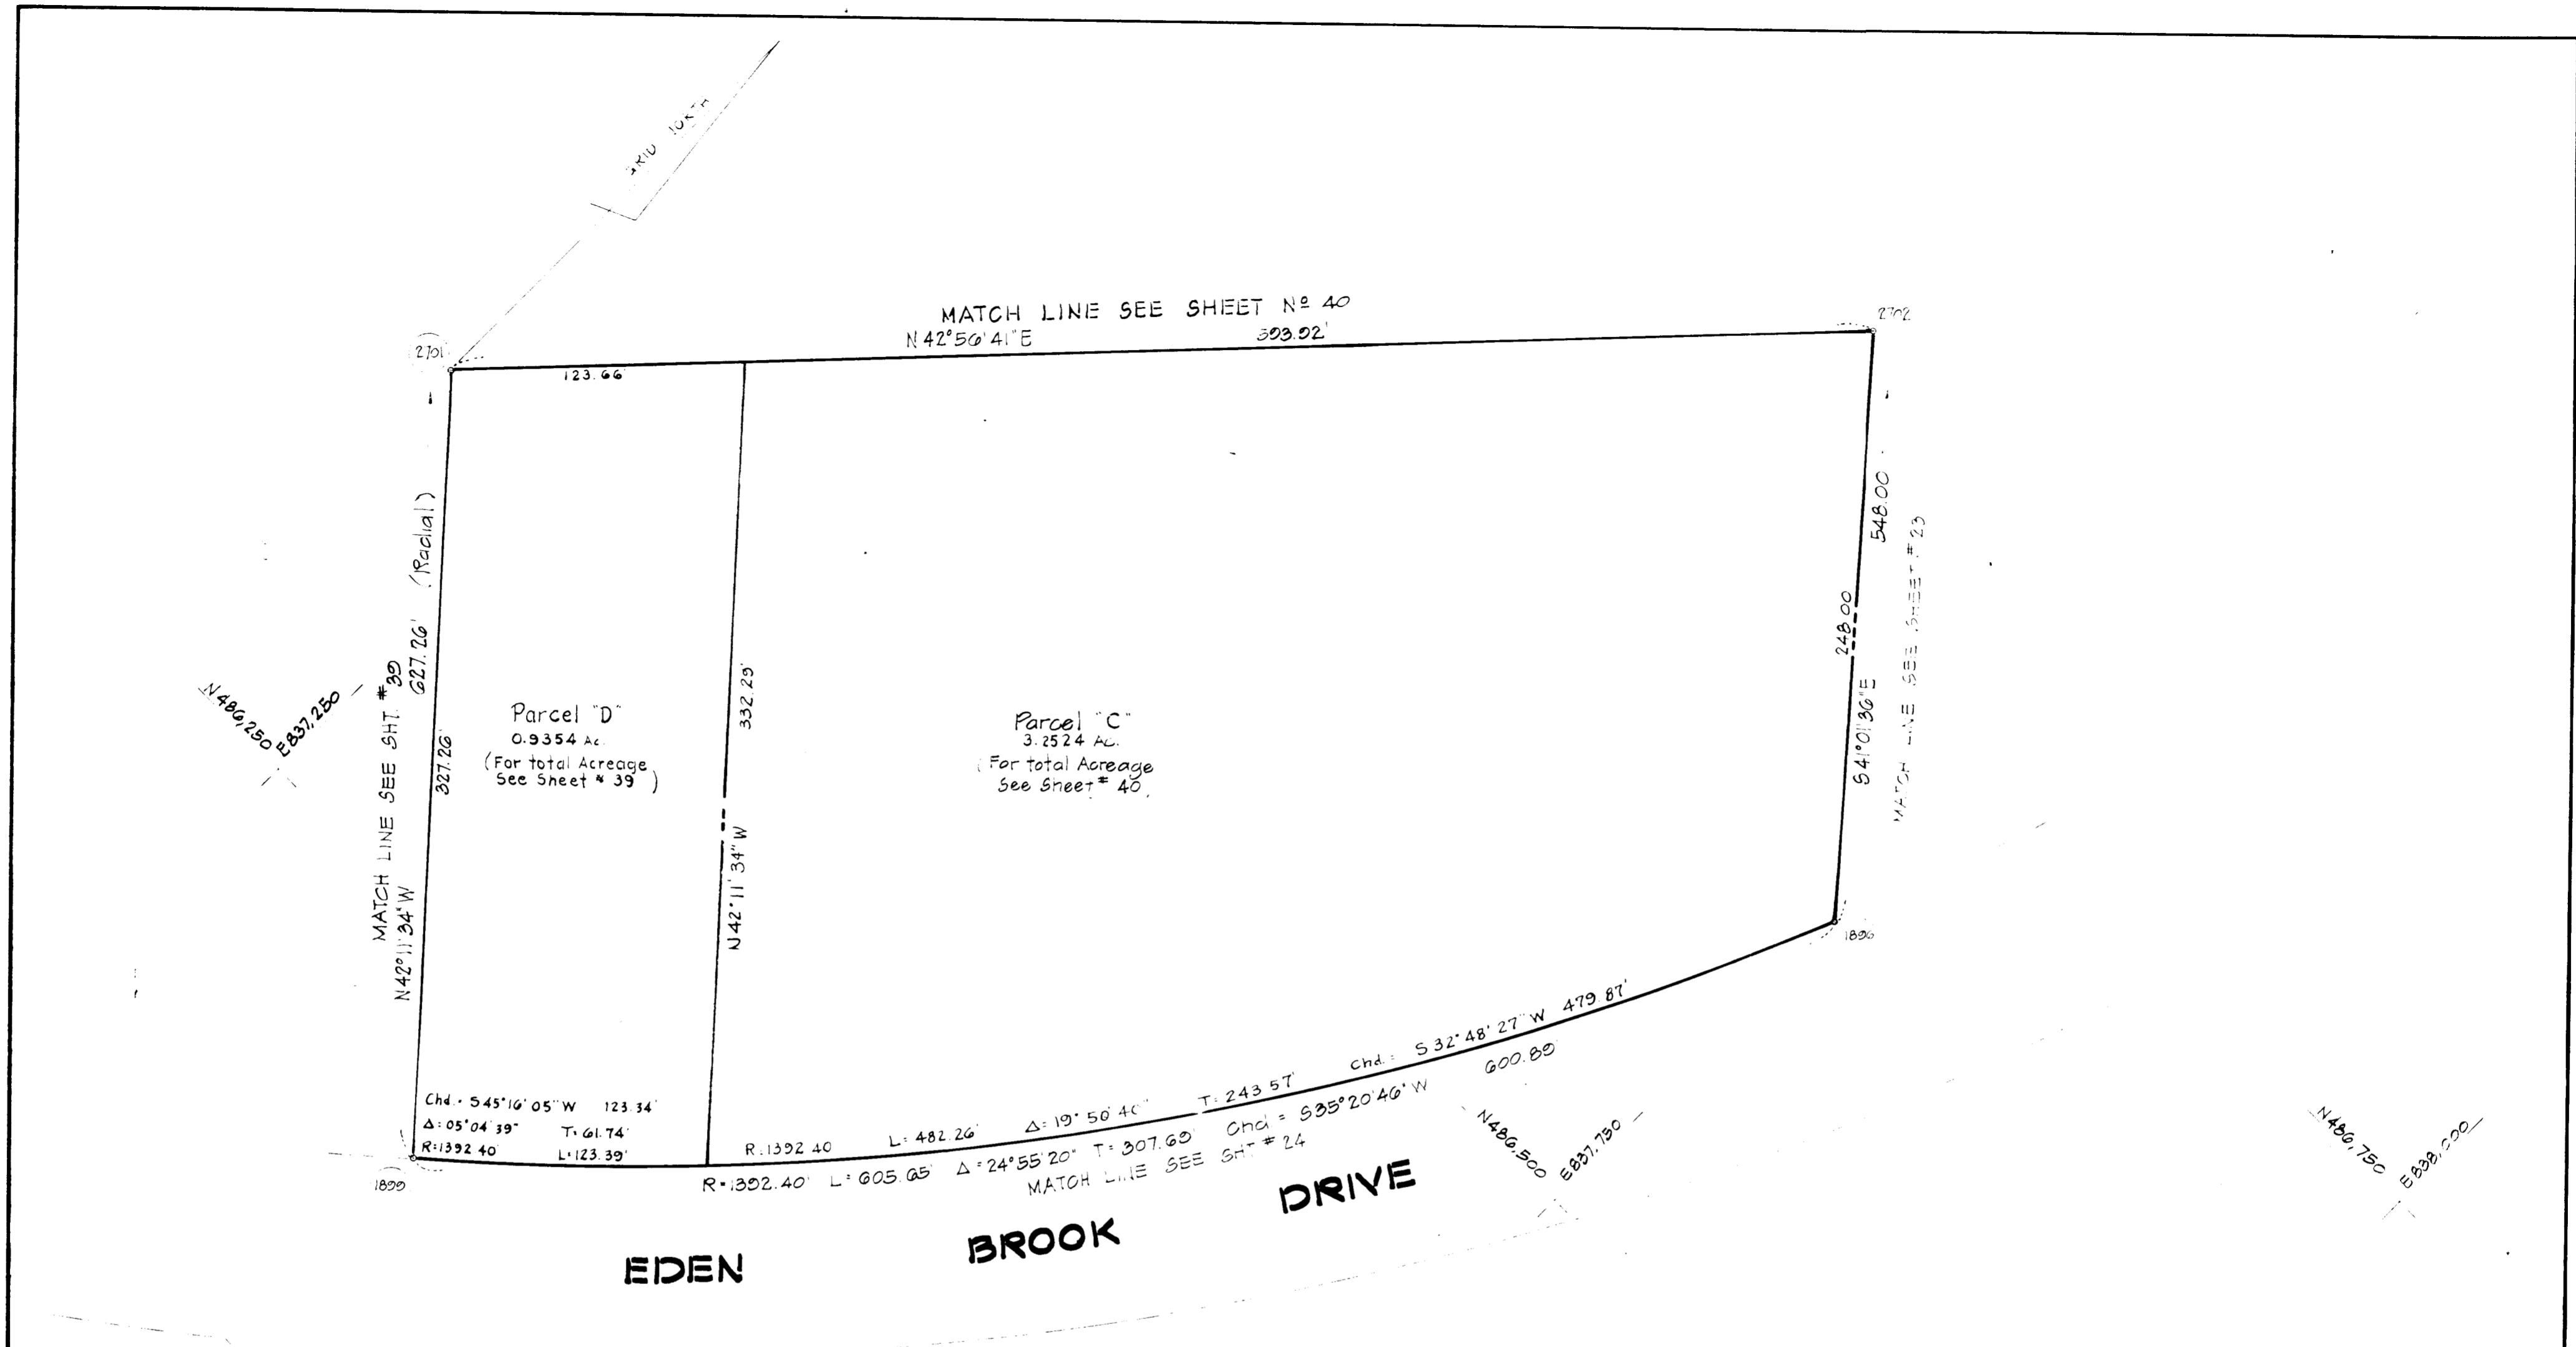 MATCH LINE SEE SHEET Nº 40
N 42°56'41"E 593.92'
2701
2702
123.66'
MATCH LINE SEE SHT. #39
N42°11'34"W
627.26' (Radial)
327.26'
332.29'
N42°11'34"W
548.00
248.00
S41°01'36"E
MATCH LINE SEE SHEET #23
N486,250
E837,250
Parcel "D"
0.9354 Ac.
(For total Acreage
See Sheet # 39)
Parcel "C"
3.2524 Ac.
(For total Acreage
See Sheet # 40)
1896
Chd.= S45°16'05"W 123.34'
Δ=05°04'39" T=61.74'
R=1392.40' L=123.39'
1899
R=1392.40 L=482.26' Δ=19°50'40" T=243.57' Chd.= S32°48'27"W 479.87'
R=1392.40' L=605.65' Δ=24°55'20" T=307.69' Chd = S35°20'46"W 600.89'
MATCH LINE SEE SHT #24
N486,500
E837,750
N486,750
E838,000
EDEN BROOK DRIVE